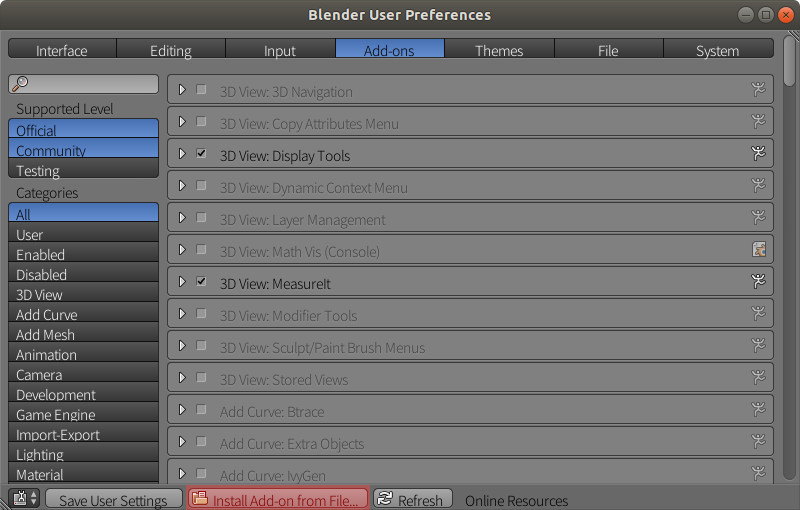 Blender User Preferences
Interface Editing Input Add-ons Themes File System
Supported Level
Official
Community
Testing
Categories
All
User
Enabled
Disabled
3D View
Add Curve
Add Mesh
Animation
Camera
Development
Game Engine
Import-Export
Lighting
Material
3D View: 3D Navigation
3D View: Copy Attributes Menu
3D View: Display Tools
3D View: Dynamic Context Menu
3D View: Layer Management
3D View: Math Vis (Console)
3D View: MeasureIt
3D View: Modifier Tools
3D View: Sculpt/Paint Brush Menus
3D View: Stored Views
Add Curve: Btrace
Add Curve: Extra Objects
Add Curve: IvyGen
Save User Settings Install Add-on from File... Refresh Online Resources